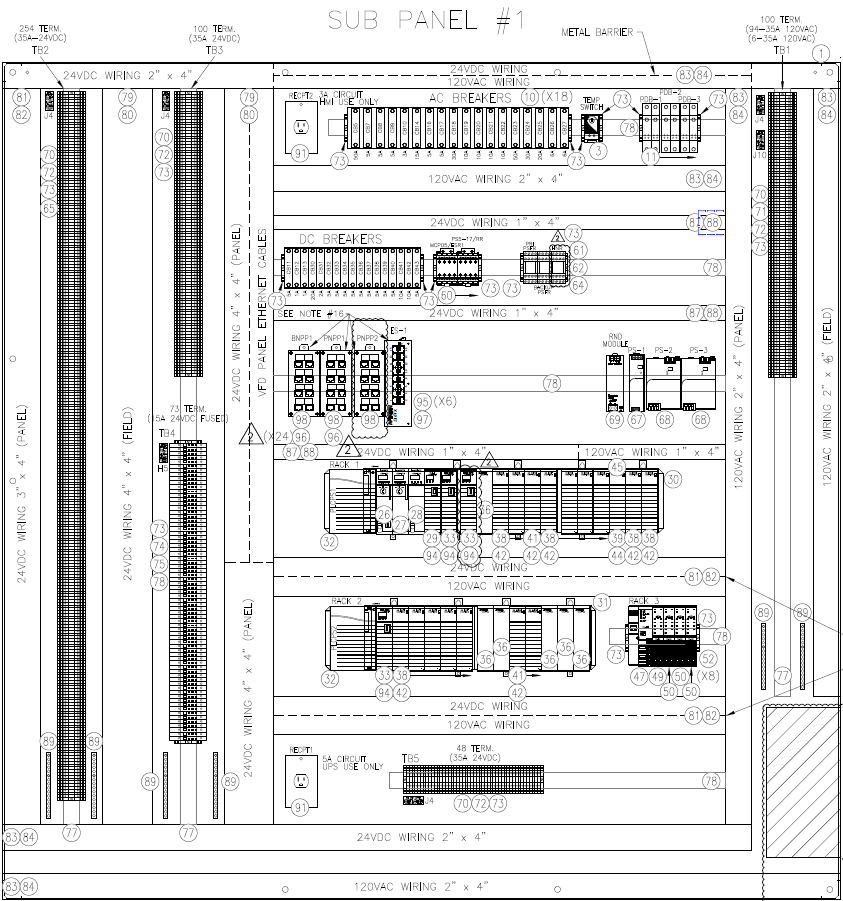 SUB PANEL #1
254 TERM.
(35A-24VDC)
TB2
100 TERM.
(35A 24VDC)
TB3
METAL BARRIER
100 TERM.
(94-35A 120VAC)
(6-35A 120VAC)
TB1
1
24VDC WIRING 2" x 4"
24VDC WIRING
120VAC WIRING
83 84
81
82
J4
79
80
J4
79
80
RECPT2
3A CIRCUIT
HMI USE ONLY
91
AC BREAKERS 10 (X18)
TEMP
SWITCH
3
73
PDB-1
PDB-2
PDB-3
73
78
11
73
73
83
84
J4
J10
83
84
70
72
73
65
70
72
73
120VAC WIRING 2" x 4"
83 84
70
71
72
73
24VDC WIRING 1" x 4"
88
DC BREAKERS
73
73
60
73
73
73
61
62
64
78
SEE NOTE #16
24VDC WIRING 1" x 4"
87 88
BNPP1
PNPP1
PNPP2
ES-1
98
98
98
95 (X6)
97
78
RND
MODULE
PS-1
PS-2
PS-3
69
67
68
68
24VDC WIRING 4" x 4" (PANEL)
VFD PANEL ETHERNET CABLES
24VDC WIRING 3" x 4" (PANEL)
24VDC WIRING 4" x 4" (FIELD)
120VAC WIRING 2" x 4" (PANEL)
120VAC WIRING 2" x 4" (FIELD)
73 TERM.
(15A 24VDC FUSED)
TB4
H5
73
74
75
78
2 (X24) 96
96
87 88
2
24VDC WIRING 1" x 4"
120VAC WIRING 1" x 4"
RACK 1
45
30
32
26
27
28
36
29 33 33 38 41 38 39 38 38
94 94 94 42 42 42 44 42 42
24VDC WIRING
120VAC WIRING
81 82
RACK 2
31
32
33 38
94 42
36 36
41
42
36 36 36
RACK 3
73
78
73
52
47 49 50 (X8)
50 50
24VDC WIRING
120VAC WIRING
81 82
24VDC WIRING 4" x 4" (PANEL)
89
89
77
RECPT1
5A CIRCUIT
UPS USE ONLY
91
TB5
48 TERM.
(35A 24VDC)
J4
70 72 73
78
89
89
89
89
77
77
83 84
24VDC WIRING 2" x 4"
83 84
120VAC WIRING 2" x 4"